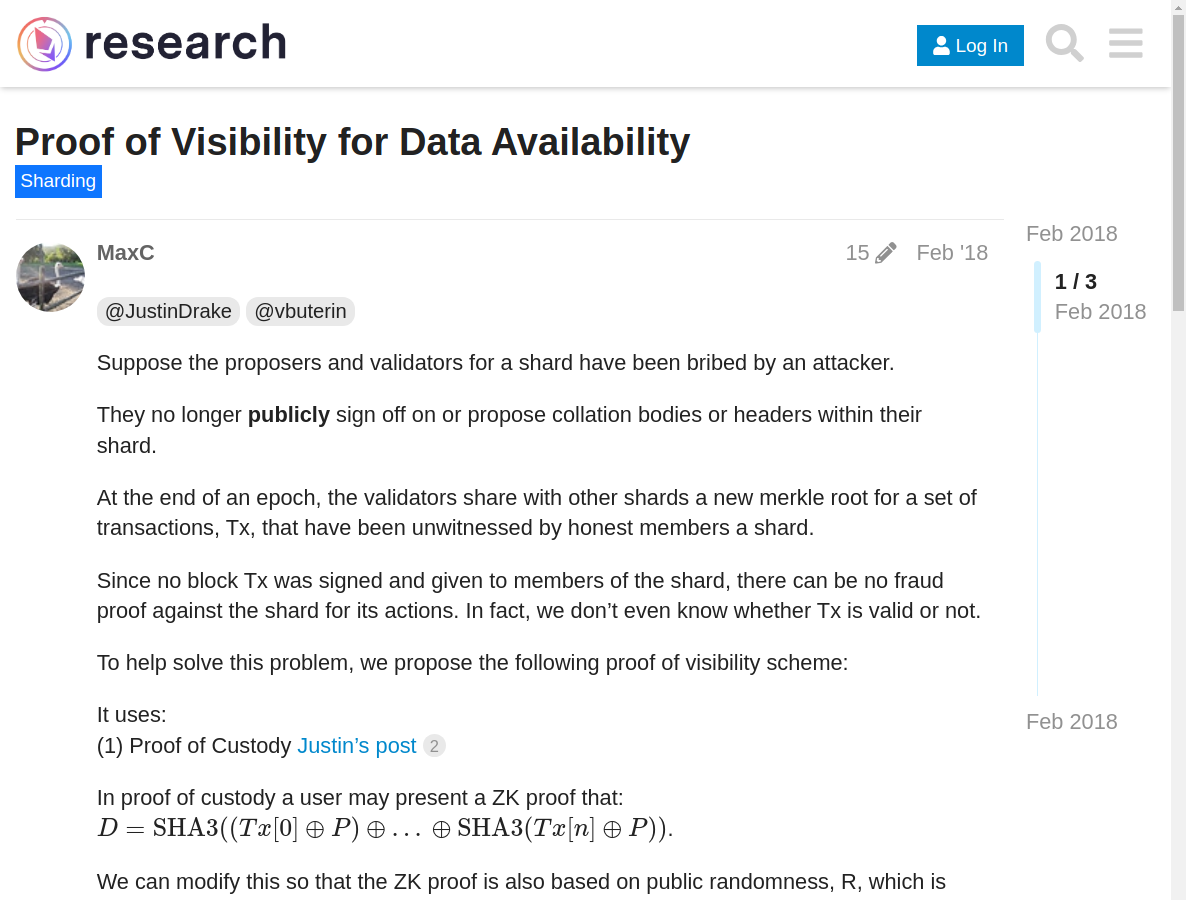 research
Log In
Proof of Visibility for Data Availability
Sharding
MaxC
15
Feb '18
Feb 2018
1 / 3
Feb 2018
@JustinDrake @vbuterin
Suppose the proposers and validators for a shard have been bribed by an attacker.
They no longer publicly sign off on or propose collation bodies or headers within their
shard.
At the end of an epoch, the validators share with other shards a new merkle root for a set of
transactions, Tx, that have been unwitnessed by honest members a shard.
Since no block Tx was signed and given to members of the shard, there can be no fraud
proof against the shard for its actions. In fact, we don’t even know whether Tx is valid or not.
To help solve this problem, we propose the following proof of visibility scheme:
It uses:
Feb 2018
(1) Proof of Custody Justin’s post 2
In proof of custody a user may present a ZK proof that:
D = SHA3((Tx[0] ⊕ P) ⊕ … ⊕ SHA3(Tx[n] ⊕ P)).
We can modify this so that the ZK proof is also based on public randomness, R, which is